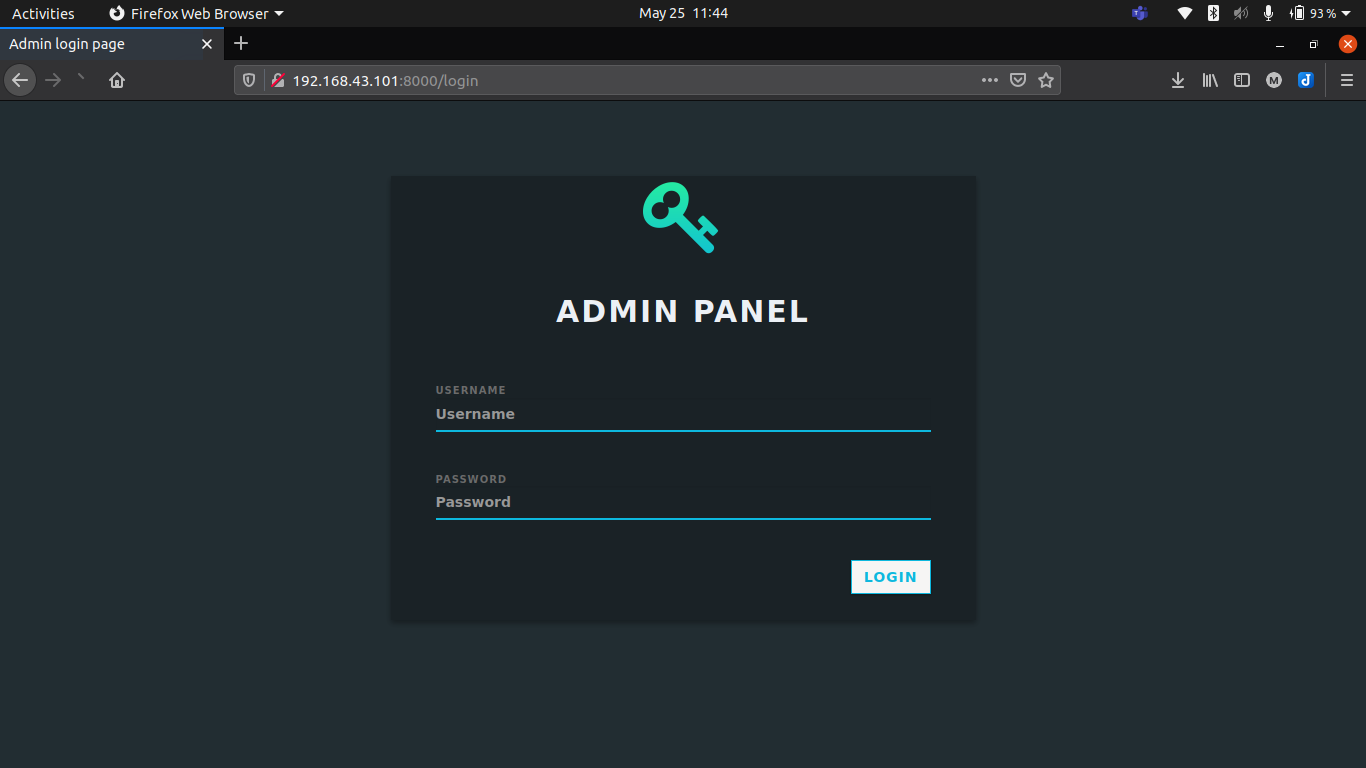 Activities Firefox Web Browser May 25 11:44 93 %
Admin login page
192.168.43.101:8000/login
ADMIN PANEL
USERNAME
Username
PASSWORD
Password
LOGIN